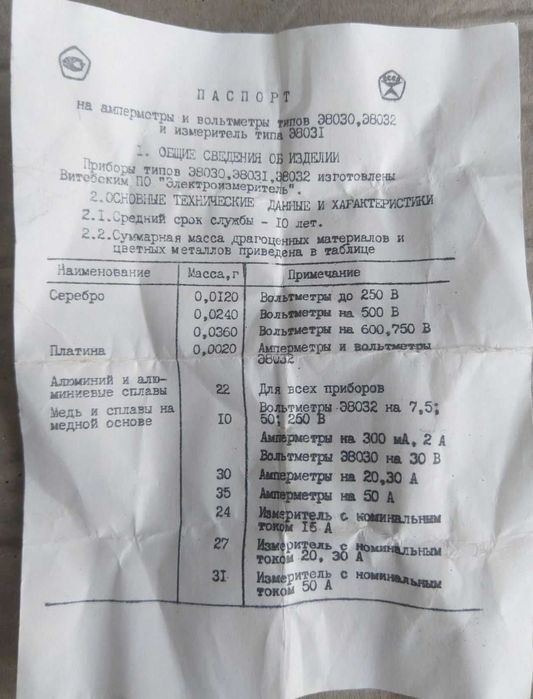 СССР
ПАСПОРТ
на амперметры и вольтметры типов Э8030,Э8032
и измеритель типа Э8031
1. ОБЩИЕ СВЕДЕНИЯ ОБ ИЗДЕЛИИ
Приборы типов Э8030,Э8031,Э8032 изготовлены
Витебским ПО "Электроизмеритель".
2.ОСНОВНЫЕ ТЕХНИЧЕСКИЕ ДАННЫЕ И ХАРАКТЕРИСТИКИ
2.1.Средний срок службы - 10 лет.
2.2.Суммарная масса драгоценных материалов и
цветных металлов приведена в таблице
Наименование Масса,г Примечание
Серебро 0,0120 Вольтметры до 250 В
0,0240 Вольтметры на 500 В
0,0360 Вольтметры на 600,750 В
Платина 0,0020 Амперметры и вольтметры
Э8032
Алюминий и алю-
миниевые сплавы 22 Для всех приборов
Медь и сплавы на
медной основе 10 Вольтметры Э8032 на 7,5;
50; 250 В
Амперметры на 300 мА, 2 А
Вольтметры Э8030 на 30 В
30 Амперметры на 20,30 А
35 Амперметры на 50 А
24 Измеритель с номинальным
током 15 А
27 Измеритель с номинальным
током 20, 30 А
31 Измеритель с номинальным
током 50 А